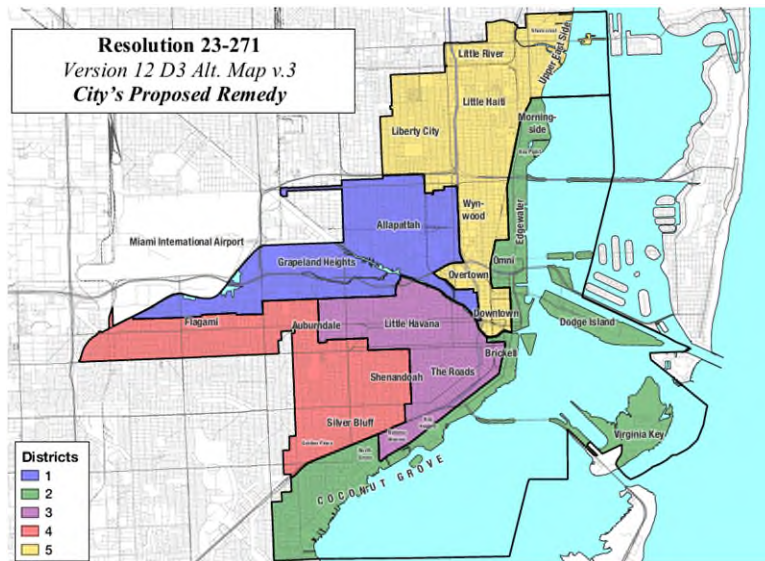 Resolution 23-271
Version 12 D3 Alt. Map v.3
City's Proposed Remedy
Little River
Upper East Side
Little Haiti
Morning-
side
Liberty City
Wyn-
wood
Edgewater
Allapattah
Miami International Airport
Grapeland Heights
Omni
Overtown
Downtown
Flagami
Auburndale
Little Havana
Dodge Island
Brickell
Shenandoah
The Roads
Silver Bluff
Virginia Key
COCONUT GROVE
Districts
1
2
3
4
5